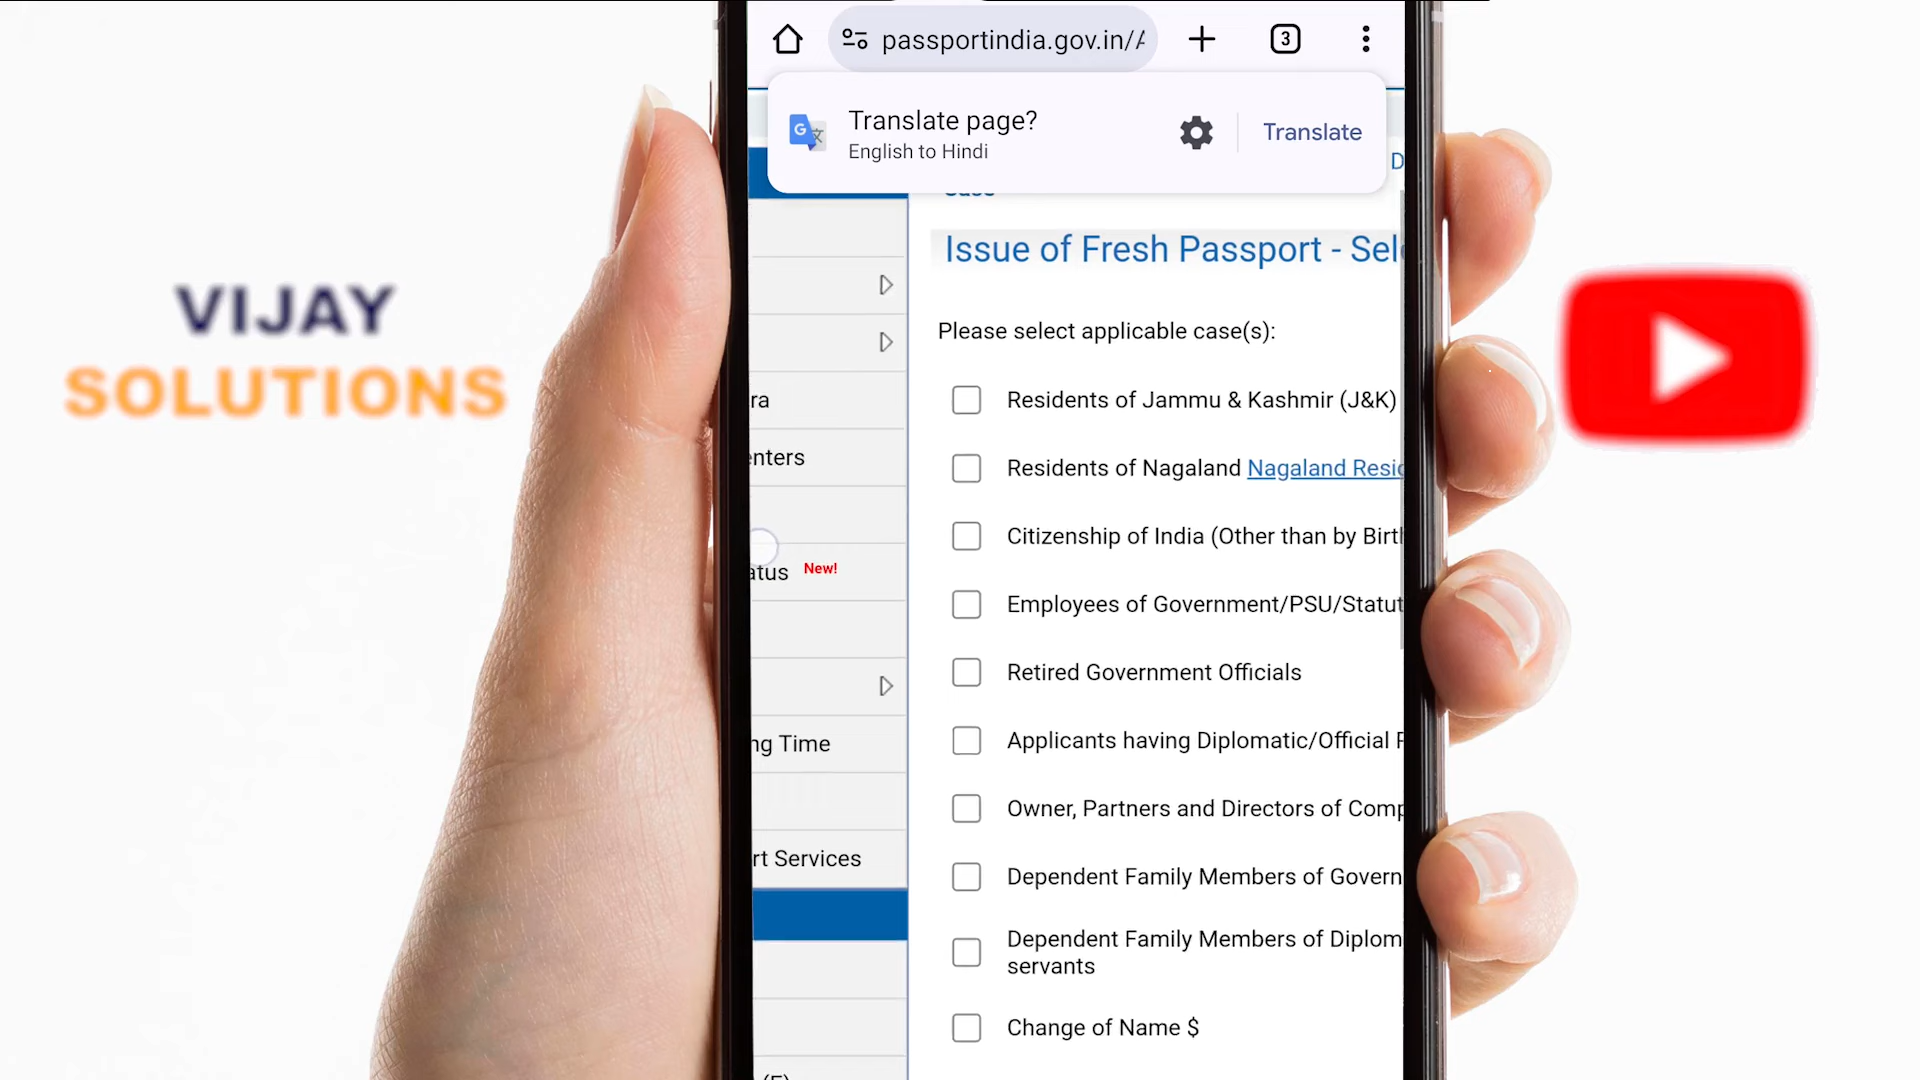 passportindia.gov.in/A
3
Translate page?
English to Hindi
Translate
D
Case
Issue of Fresh Passport - Sel
Please select applicable case(s):
Residents of Jammu & Kashmir (J&K)
Residents of Nagaland Nagaland Resid
Citizenship of India (Other than by Birth
Employees of Government/PSU/Statut
Retired Government Officials
Applicants having Diplomatic/Official P
Owner, Partners and Directors of Comp
Dependent Family Members of Govern
Dependent Family Members of Diplom
servants
Change of Name $
ra
enters
atus New!
ng Time
rt Services
VIJAY
SOLUTIONS